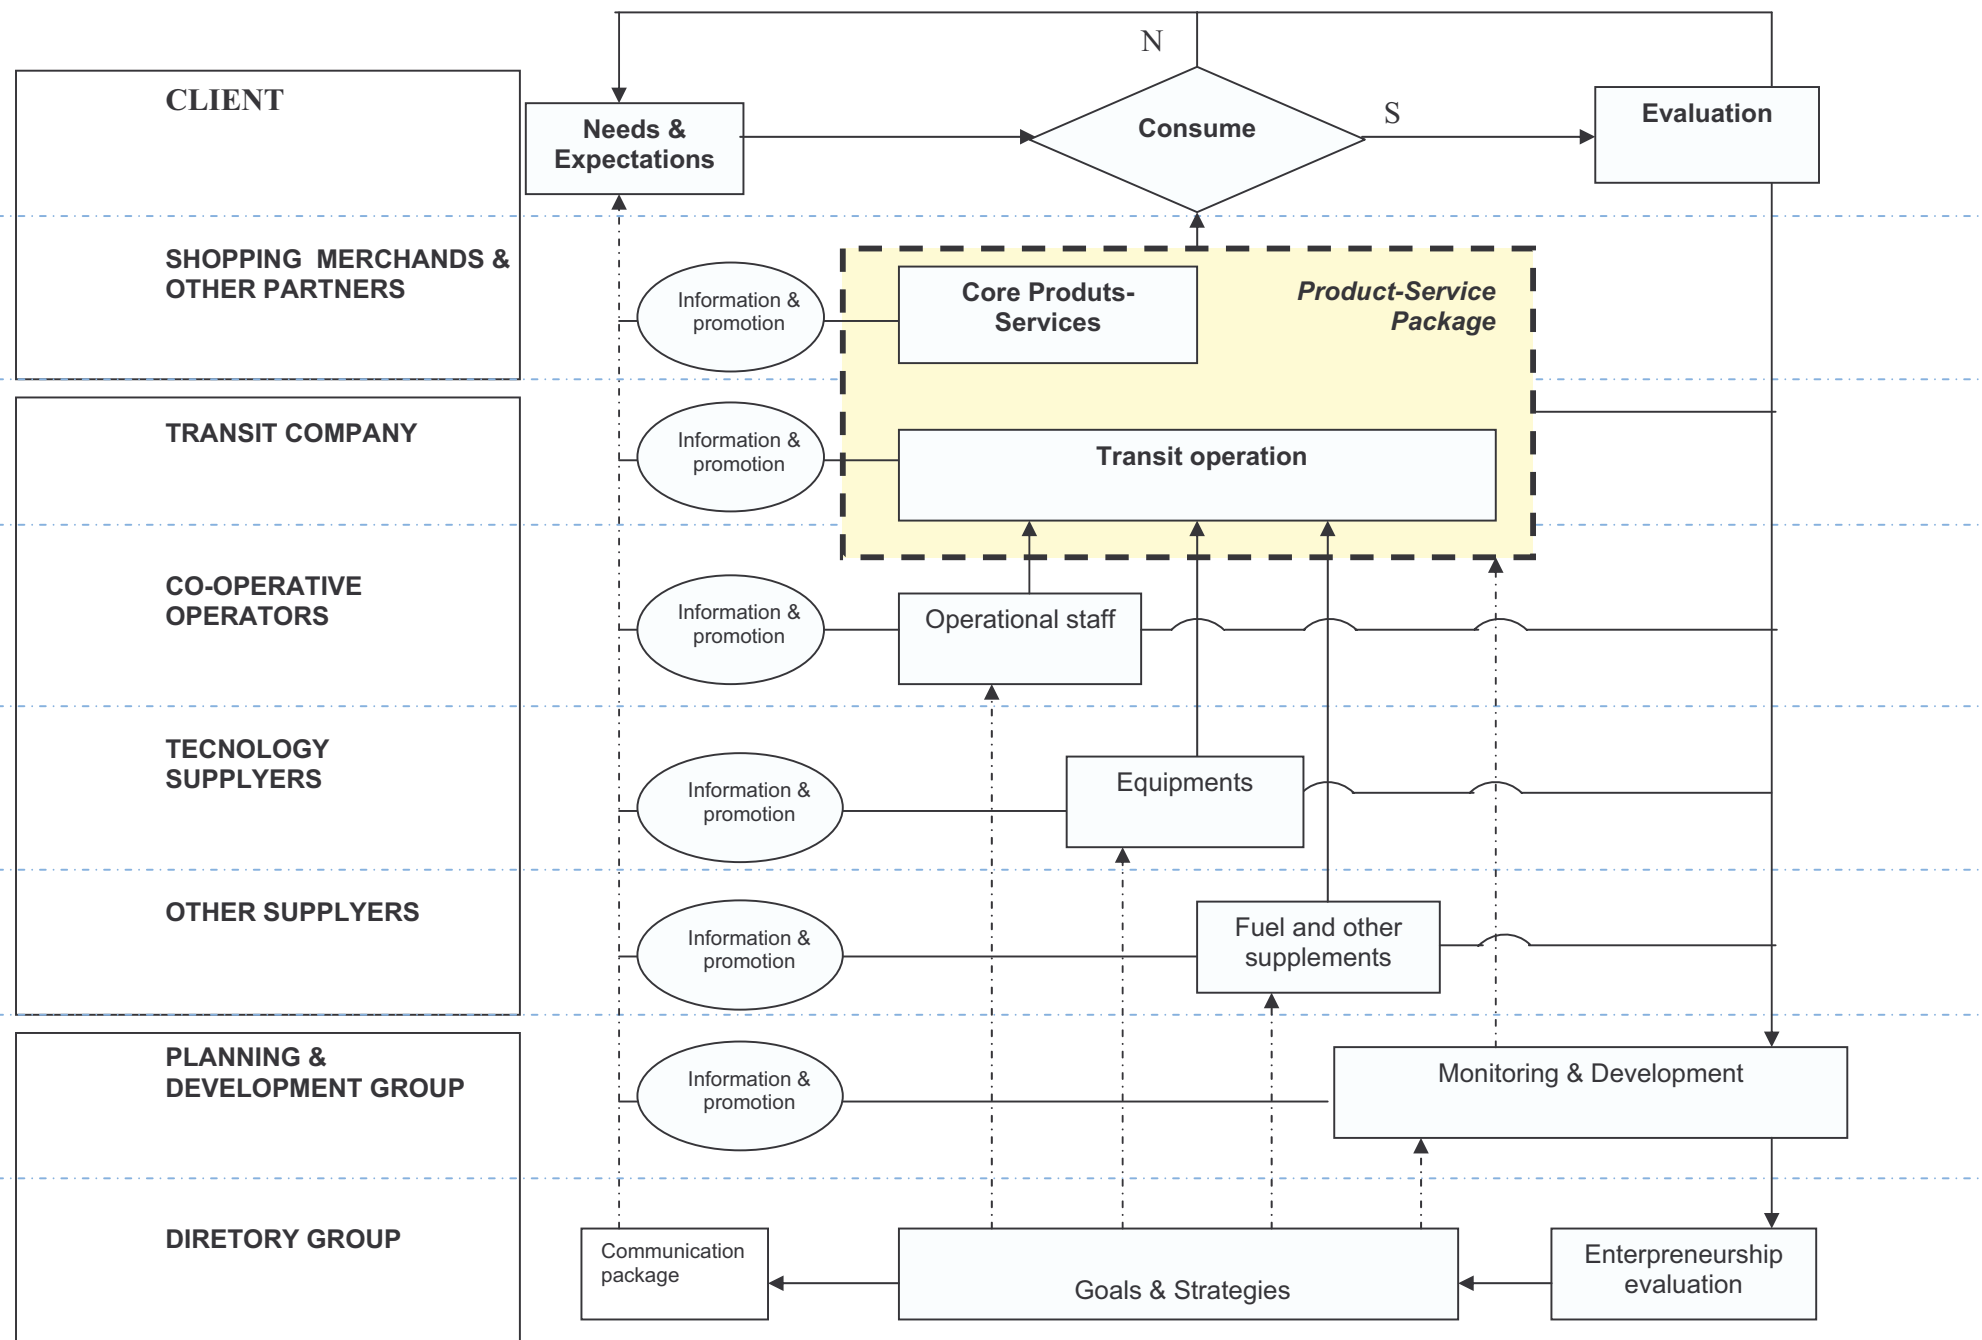 N
CLIENT
Needs &
Expectations
Consume
S
Evaluation
SHOPPING MERCHANDS &
OTHER PARTNERS
Information &
promotion
Core Produts-
Services
Product-Service
Package
TRANSIT COMPANY
Information &
promotion
Transit operation
CO-OPERATIVE
OPERATORS
Information &
promotion
Operational staff
TECNOLOGY
SUPPLYERS
Information &
promotion
Equipments
OTHER SUPPLYERS
Information &
promotion
Fuel and other
supplements
PLANNING &
DEVELOPMENT GROUP
Information &
promotion
Monitoring & Development
DIRETORY GROUP
Communication
package
Goals & Strategies
Enterpreneurship
evaluation